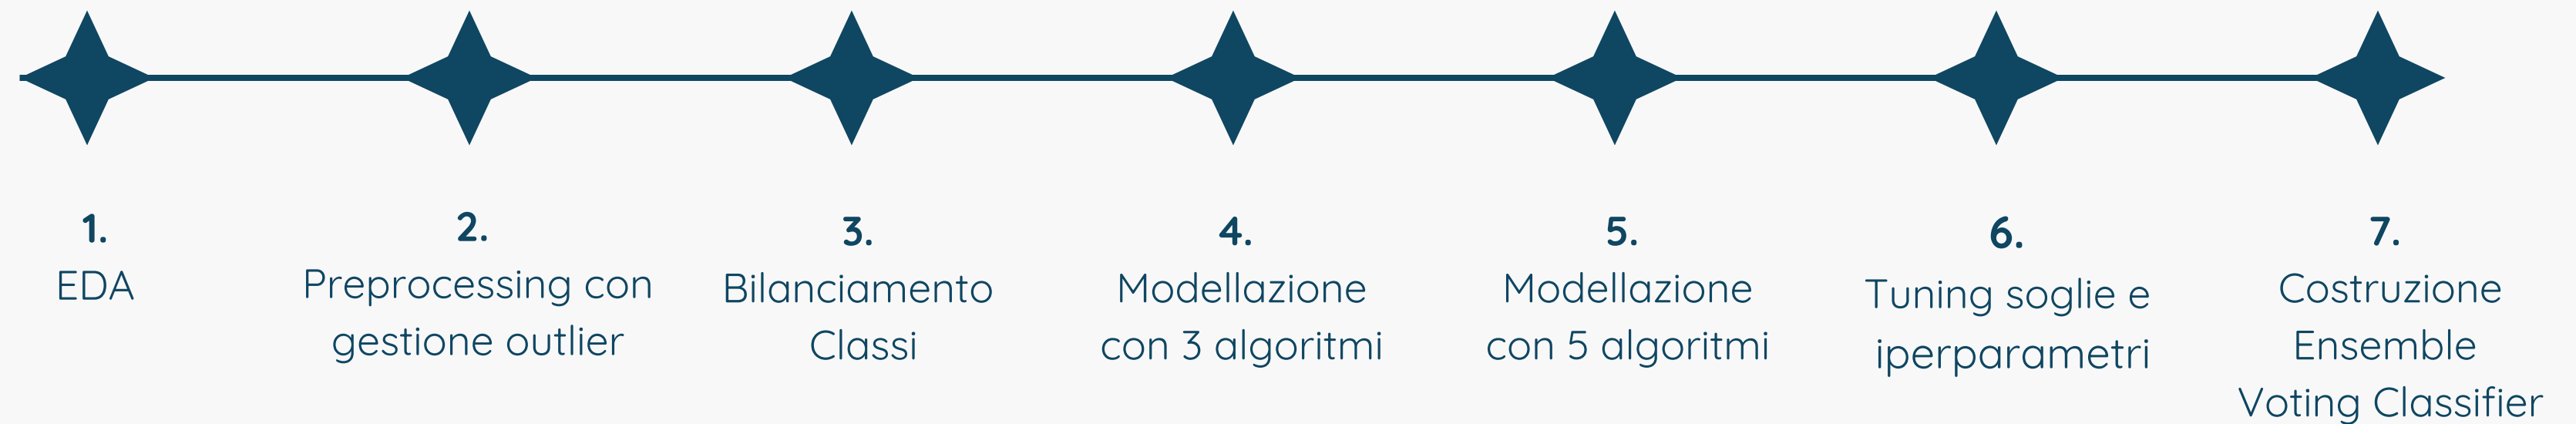 1.
EDA
2.
Preprocessing con
gestione outlier
3.
Bilanciamento
Classi
4.
Modellazione
con 3 algoritmi
5.
Modellazione
con 5 algoritmi
6.
Tuning soglie e
iperparametri
7.
Costruzione
Ensemble
Voting Classifier